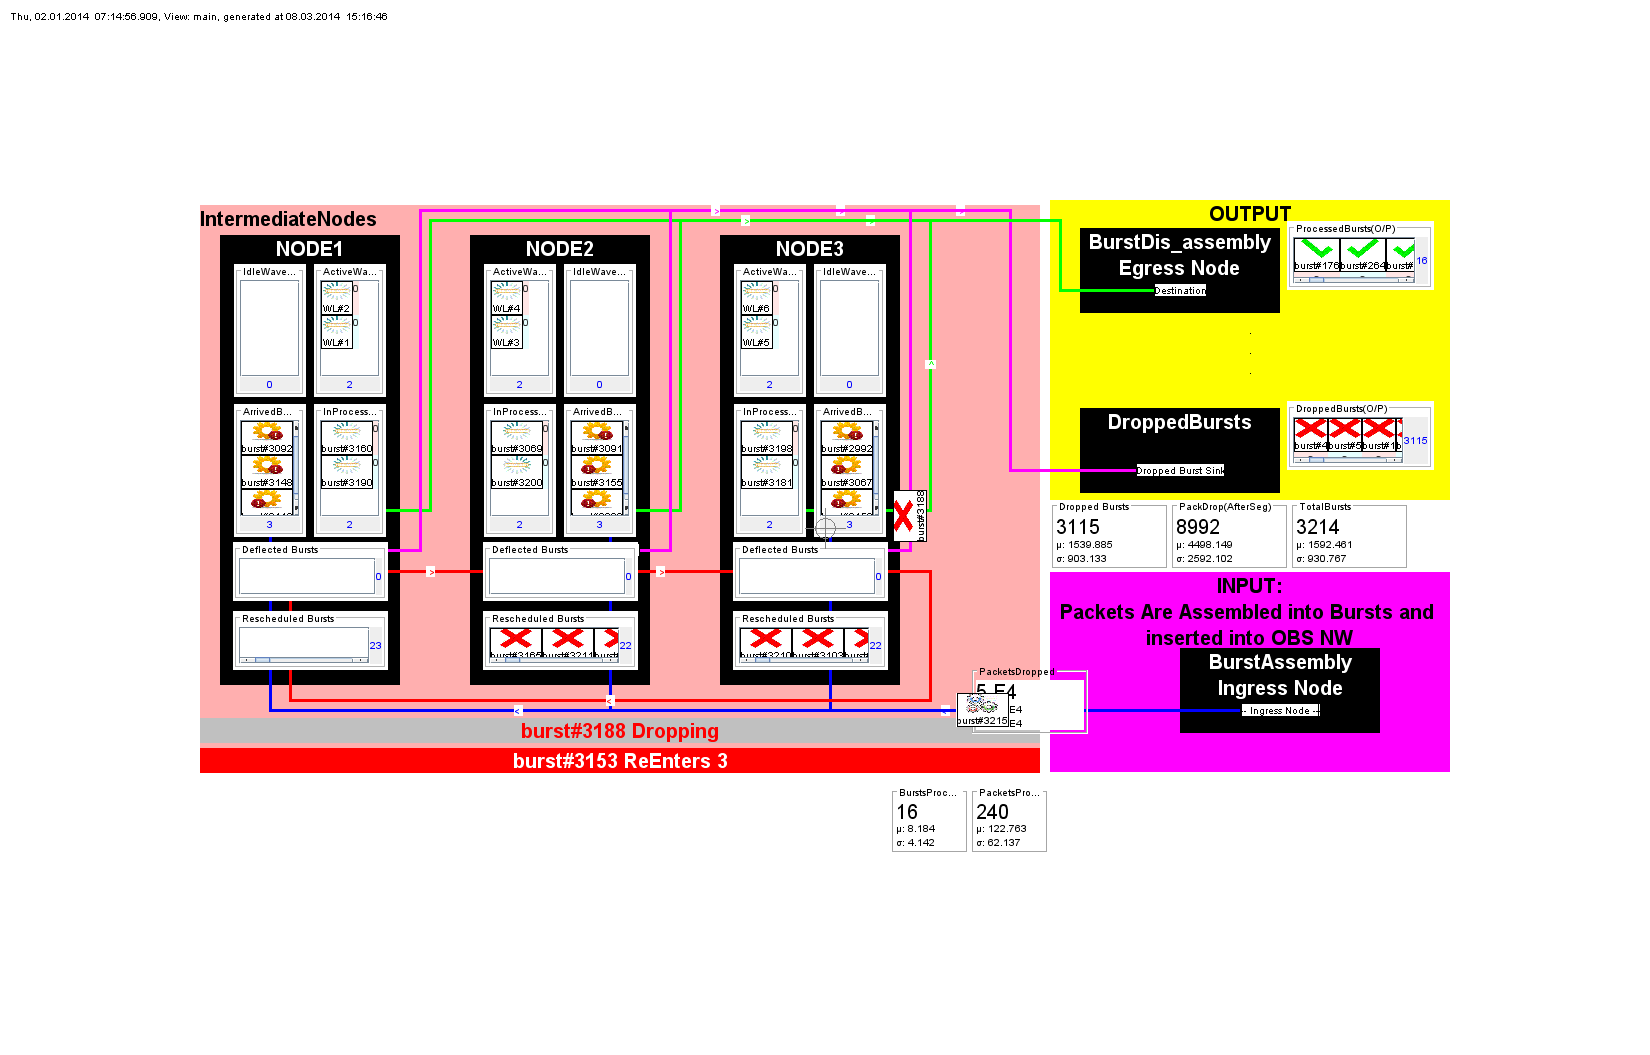 Thu, 02.01.2014  07:14:56.909, View: main, generated at 08.03.2014  15:16:46
IntermediateNodes
NODE1
IdleWave...
ActiveWa...
0
WL#2
0
WL#1
0
2
ArrivedB...
InProcess...
burst#3092
burst#3148
0
burst#3160
0
burst#3190
3
2
Deflected Bursts
0
Rescheduled Bursts
23
NODE2
ActiveWa...
IdleWave...
0
WL#4
0
WL#3
2
0
InProcess...
ArrivedB...
0
burst#3069
0
burst#3200
burst#3091
burst#3155
2
3
Deflected Bursts
0
Rescheduled Bursts
burst#3165
burst#3211
22
NODE3
ActiveWa...
IdleWave...
0
WL#6
0
WL#5
2
0
InProcess...
ArrivedB...
0
burst#3198
0
burst#3181
burst#2992
burst#3067
2
3
burst#3188
Deflected Bursts
0
Rescheduled Bursts
burst#3210
burst#3103
22
burst#3188 Dropping
burst#3153 ReEnters 3
OUTPUT
BurstDis_assembly
Egress Node
Destination
ProcessedBursts(O/P)
burst#176
burst#264
burst#
16
.
.
.
DroppedBursts
Dropped Burst Sink
DroppedBursts(O/P)
3115
Dropped Bursts
3115
μ: 1539.885
σ: 903.133
PackDrop(AfterSeg)
8992
μ: 4498.149
σ: 2592.102
TotalBursts
3214
μ: 1592.461
σ: 930.767
INPUT:
Packets Are Assembled into Bursts and
inserted into OBS NW
BurstAssembly
Ingress Node
-- Ingress Node --
PacketsDropped
5 E4
E4
E4
burst#3215
BurstsProc...
16
μ: 8.184
σ: 4.142
PacketsPro...
240
μ: 122.763
σ: 62.137